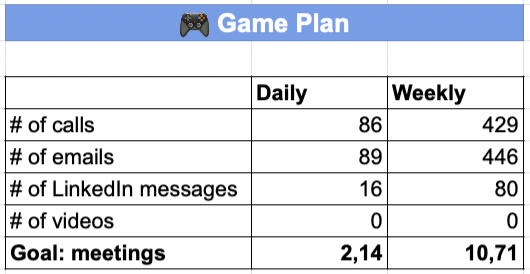 🎮 Game Plan
Daily Weekly
# of calls 86 429
# of emails 89 446
# of LinkedIn messages 16 80
# of videos 0 0
Goal: meetings 2,14 10,71